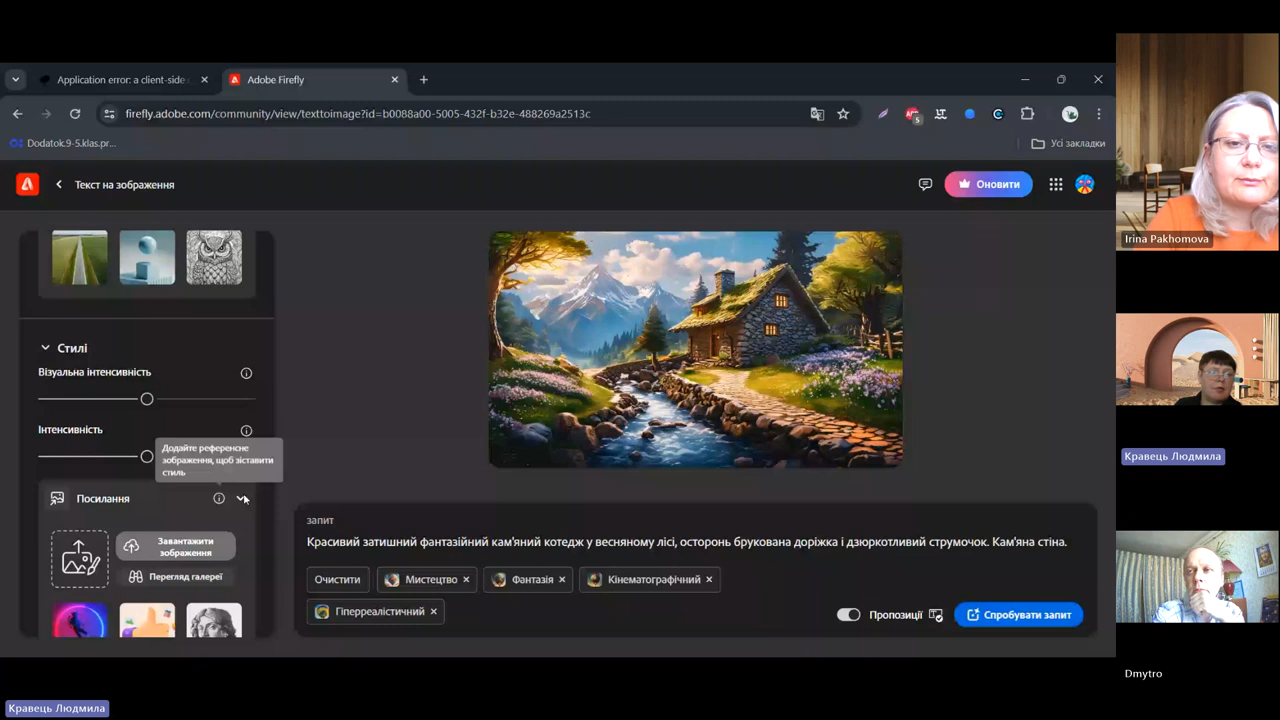 Application error: a client-side
Adobe Firefly
firefly.adobe.com/community/view/texttoimage?id=b0088a00-5005-432f-b32e-488269a2513c
5
Dodatok.9-5.klas.pr...
Усі закладки
Текст на зображення
Оновити
Стилі
Візуальна інтенсивність
Інтенсивність
Додайте референсне
зображення, щоб зіставити
стиль
Посилання
Завантажити
зображення
Перегляд галереї
запит
Красивий затишний фантазійний кам'яний котедж у весняному лісі, осторонь брукована доріжка і дзюркотливий струмочок. Кам'яна стіна.
Очистити
Мистецтво
Фантазія
Кінематографічний
Гіперреалістичний
Пропозиції
Спробувати запит
Irina Pakhomova
Кравець Людмила
Dmytro
Кравець Людмила